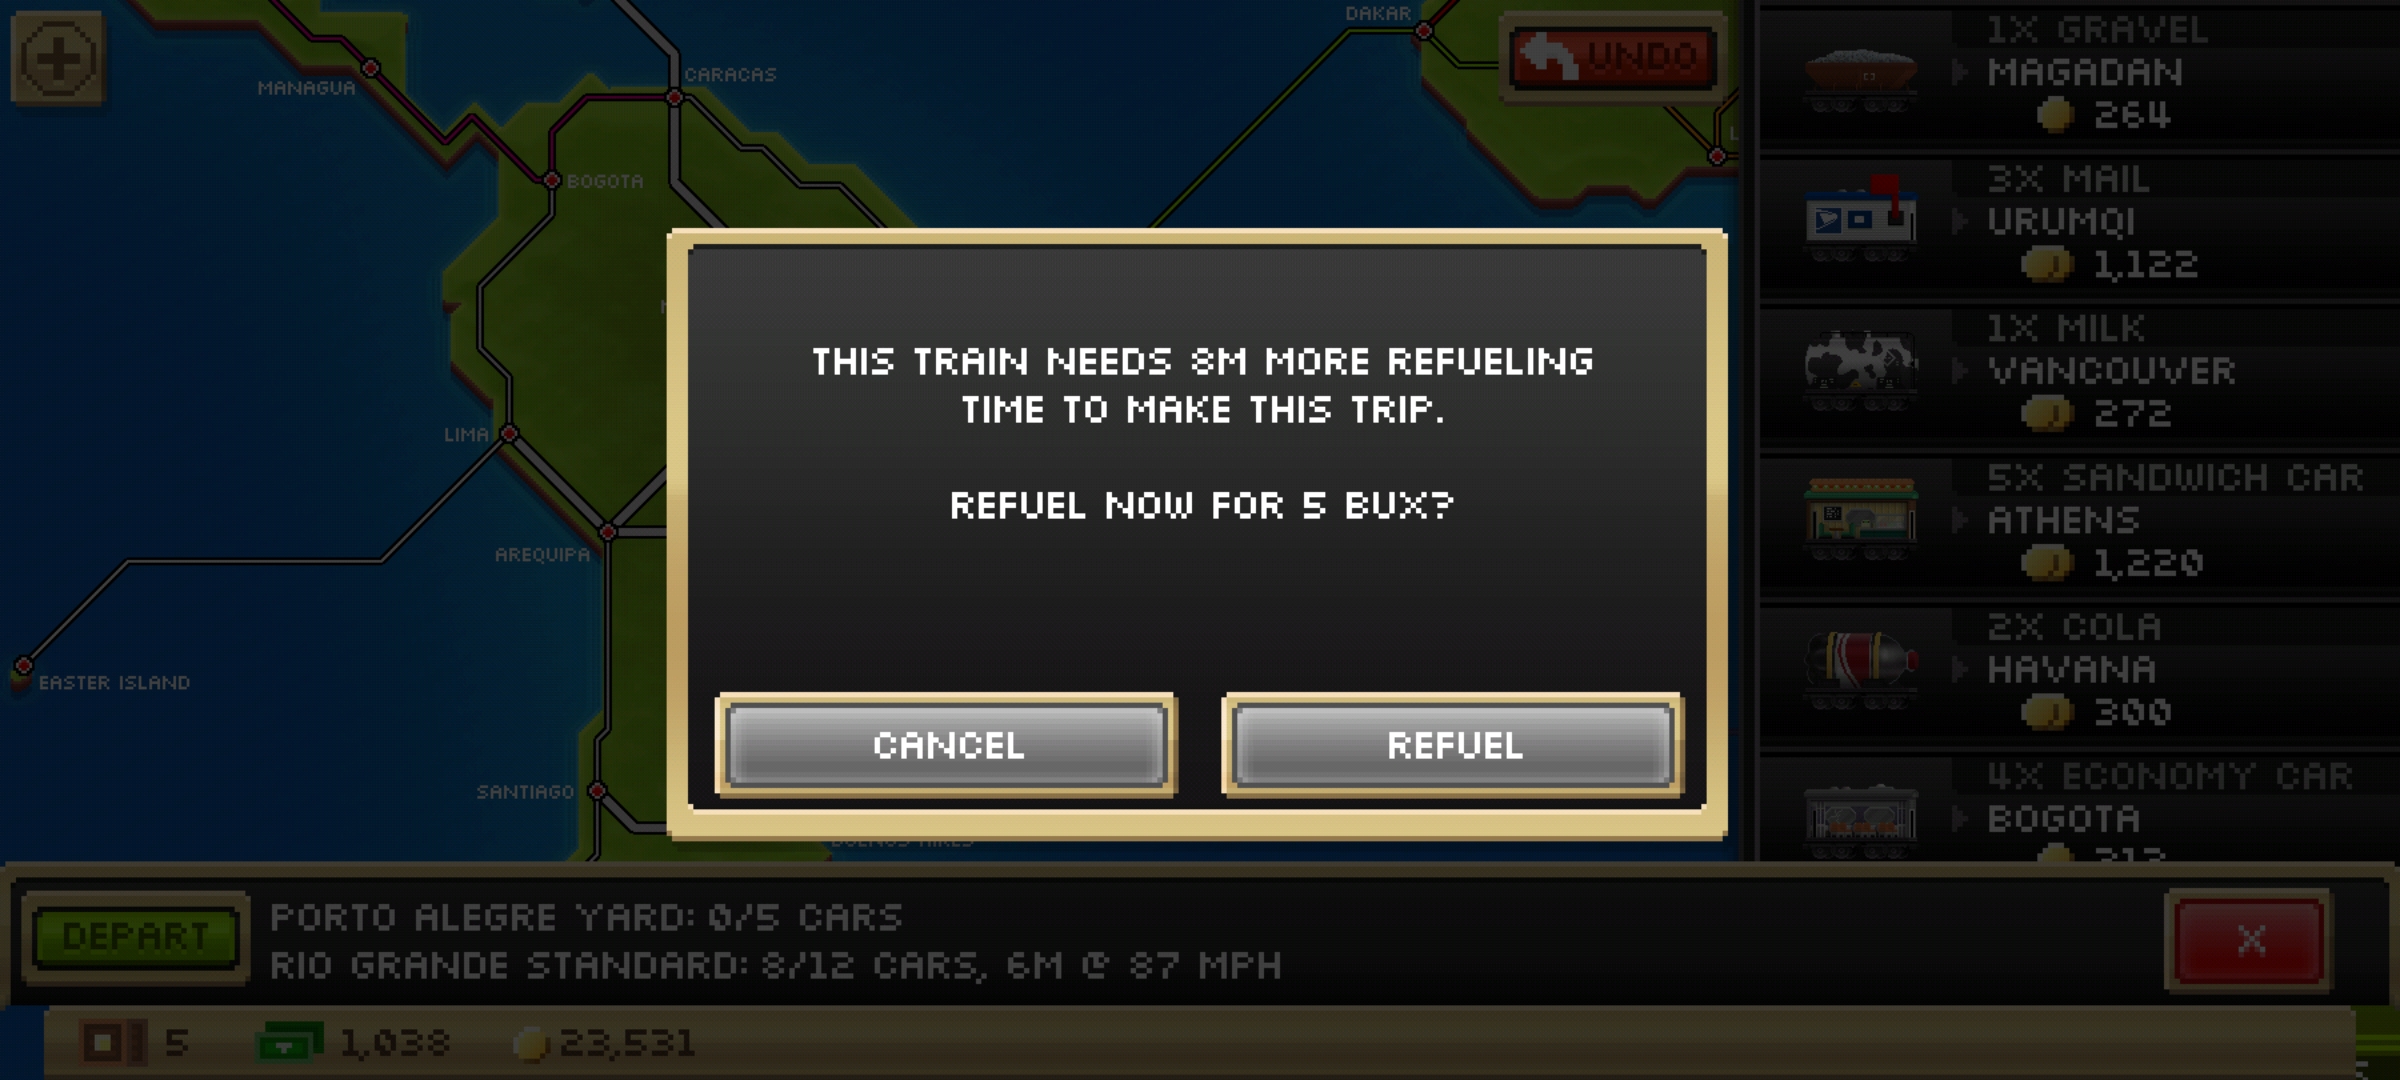 DAKAR
UNDO
MANAGUA
CARACAS
BOGOTA
LIMA
AREQUIPA
EASTER ISLAND
SANTIAGO
BUENOS AIRES
THIS TRAIN NEEDS 8M MORE REFUELING
TIME TO MAKE THIS TRIP.
REFUEL NOW FOR 5 BUX?
CANCEL
REFUEL
1X GRAVEL
MAGADAN
264
3X MAIL
URUMQI
1,122
1X MILK
VANCOUVER
272
5X SANDWICH CAR
ATHENS
1,220
2X COLA
HAVANA
300
4X ECONOMY CAR
BOGOTA
DEPART
PORTO ALEGRE YARD: 0/5 CARS
RIO GRANDE STANDARD: 8/12 CARS, 6M @ 87 MPH
X
5
1,038
23,531